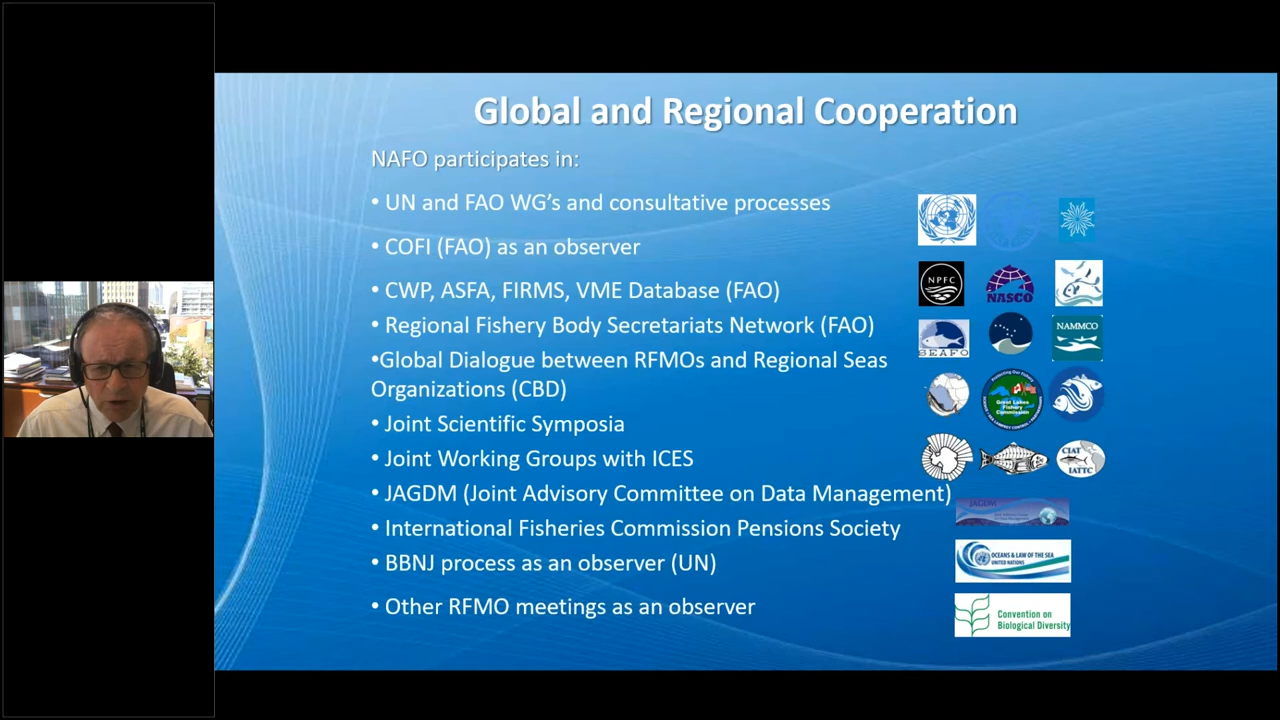 Global and Regional Cooperation
NAFO participates in:
• UN and FAO WG's and consultative processes
• COFI (FAO) as an observer
• CWP, ASFA, FIRMS, VME Database (FAO)
• Regional Fishery Body Secretariats Network (FAO)
•Global Dialogue between RFMOs and Regional Seas
Organizations (CBD)
• Joint Scientific Symposia
• Joint Working Groups with ICES
• JAGDM (Joint Advisory Committee on Data Management)
• International Fisheries Commission Pensions Society
• BBNJ process as an observer (UN)
• Other RFMO meetings as an observer
NPFC
NASCO
SEAFO
NAMMCO
Great Lakes
Fishery
Commission
CIAT
IATTC
JAGDM
OCEANS & LAW OF THE SEA
UNITED NATIONS
Convention on
Biological Diversity